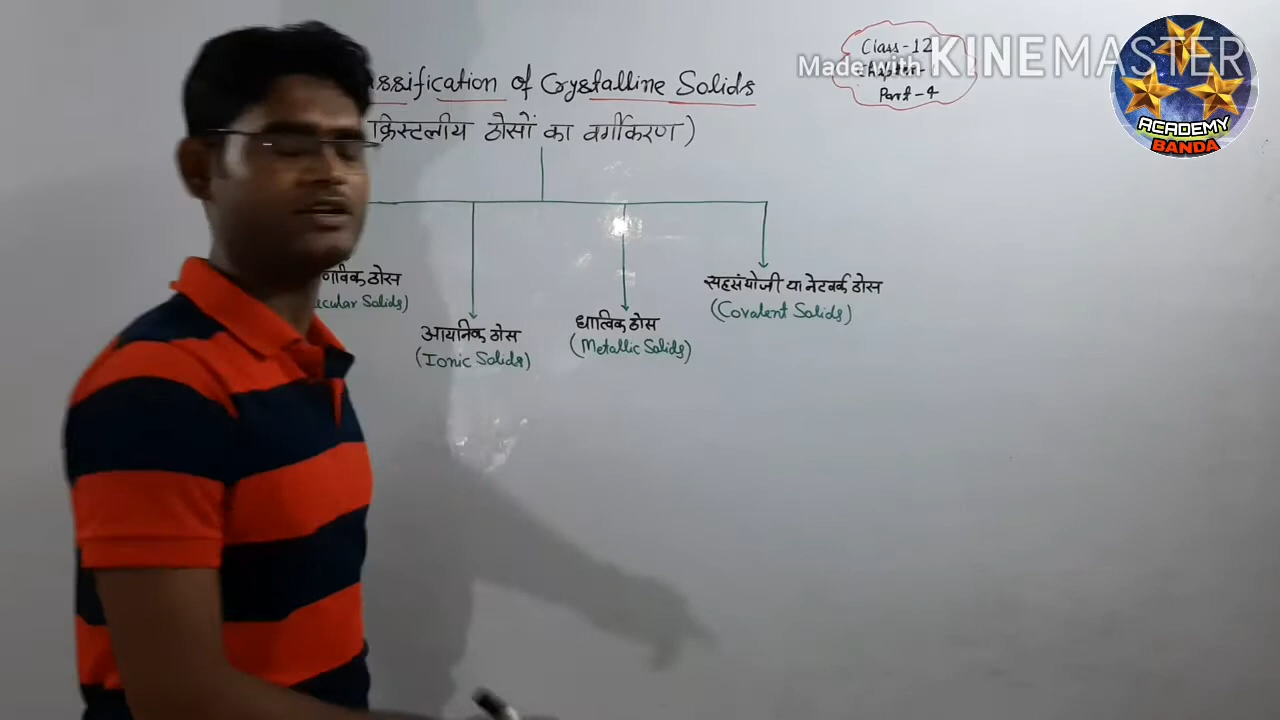 Class-12
Made with KINEMASTER
Part-4
ACADEMY
BANDA
of Crystalline Solids
क्रिस्टलीय ठोसों का वर्गीकरण)
ठोस
Solids)
आयनिक ठोस
(Ionic Solids)
धात्विक ठोस
(Metallic Solids)
सहसंयोजी या नेटवर्क ठोस
(Covalent Solids)